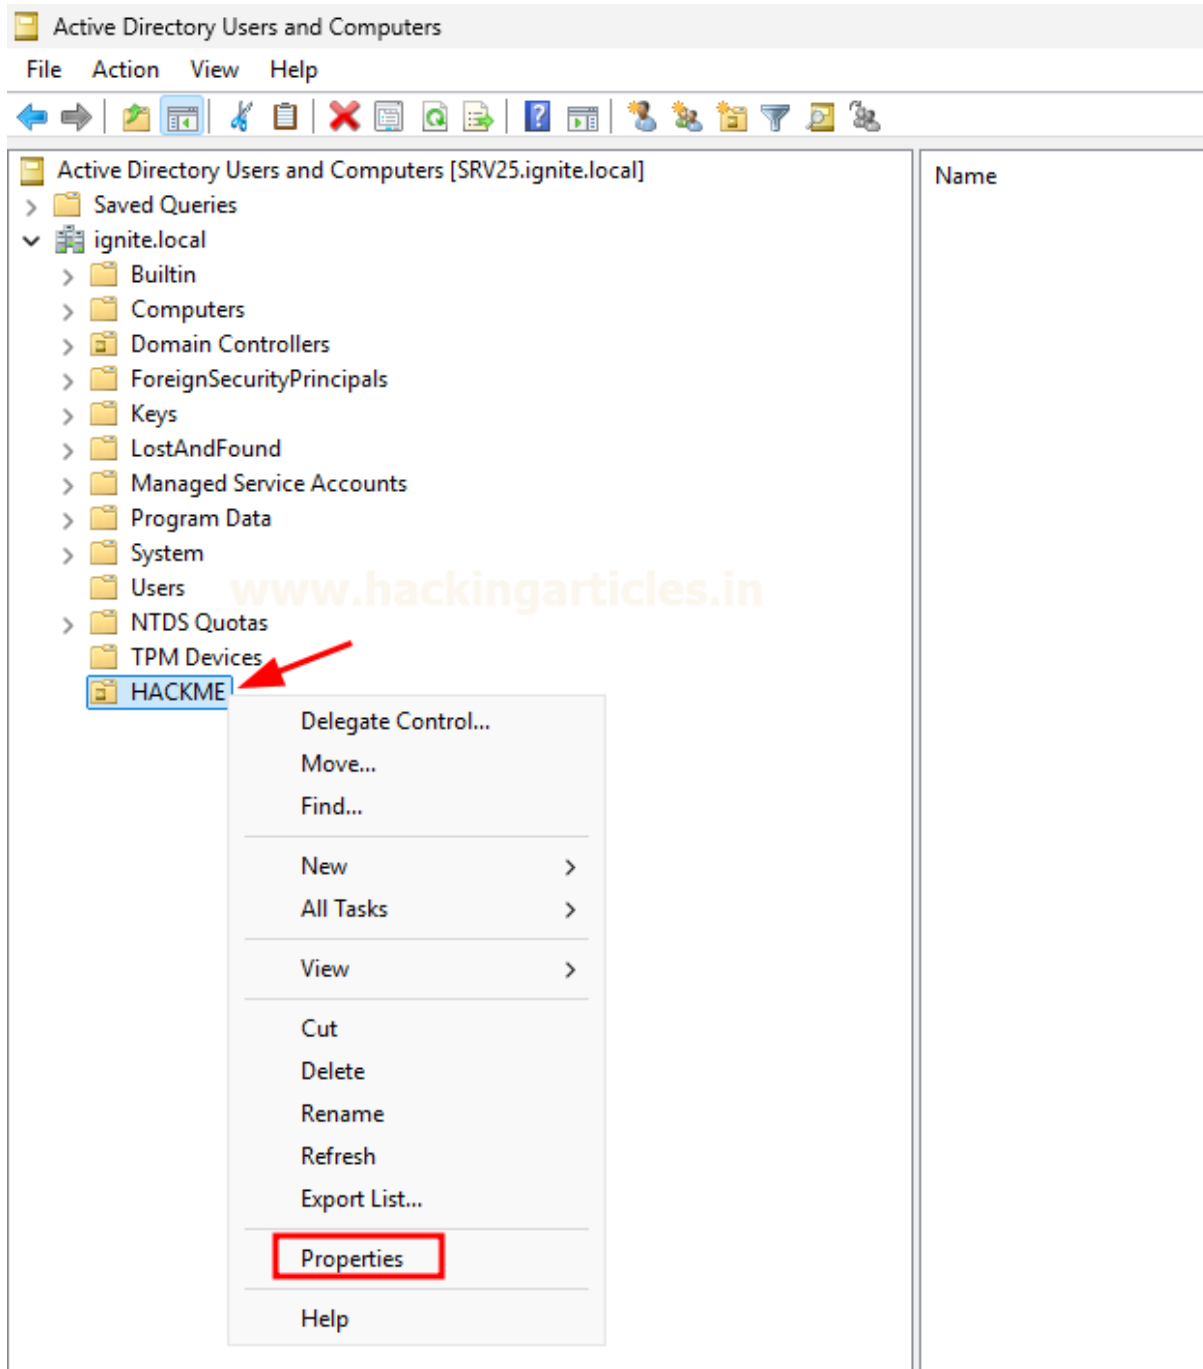 Active Directory Users and Computers
File Action View Help
Active Directory Users and Computers [SRV25.ignite.local]
Name
Saved Queries
ignite.local
Builtin
Computers
Domain Controllers
ForeignSecurityPrincipals
Keys
LostAndFound
Managed Service Accounts
Program Data
System
Users
www.hackingarticles.in
NTDS Quotas
TPM Devices
HACKME
Delegate Control...
Move...
Find...
New
All Tasks
View
Cut
Delete
Rename
Refresh
Export List...
Properties
Help